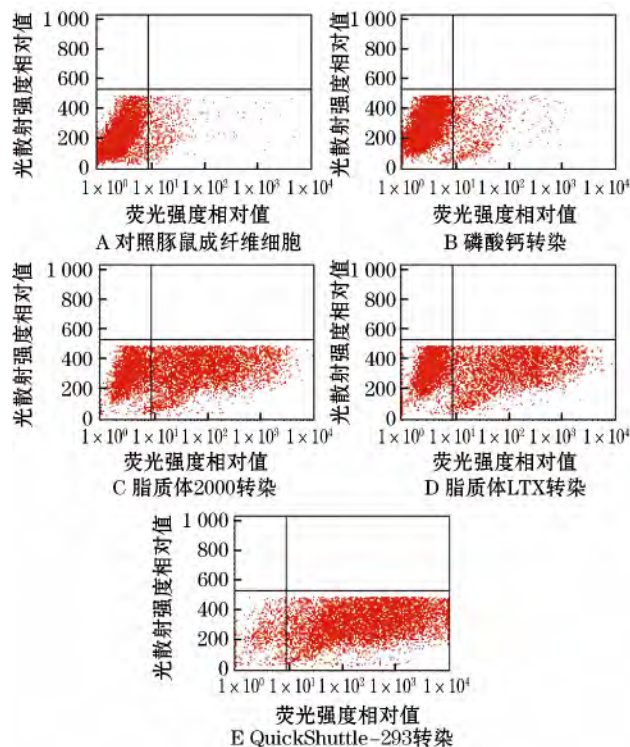 光散射强度相对值
1 000
800
600
400
200
0
1×10⁰ 1×10¹ 1×10² 1×10³ 1×10⁴
荧光强度相对值
A 对照豚鼠成纤维细胞
光散射强度相对值
1 000
800
600
400
200
0
1×10⁰ 1×10¹ 1×10² 1×10³ 1×10⁴
荧光强度相对值
B 磷酸钙转染
光散射强度相对值
1 000
800
600
400
200
0
1×10⁰ 1×10¹ 1×10² 1×10³ 1×10⁴
荧光强度相对值
C 脂质体2000转染
光散射强度相对值
1 000
800
600
400
200
0
1×10⁰ 1×10¹ 1×10² 1×10³ 1×10⁴
荧光强度相对值
D 脂质体LTX转染
光散射强度相对值
1 000
800
600
400
200
0
1×10⁰ 1×10¹ 1×10² 1×10³ 1×10⁴
荧光强度相对值
E QuickShuttle-293转染